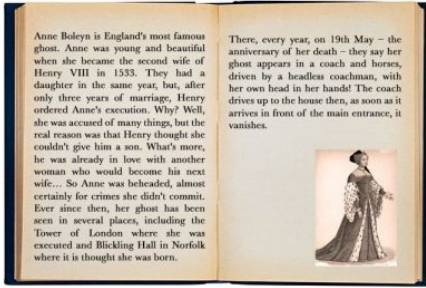 Anne Boleyn is England's most famous
ghost. Anne was young and beautiful
when she became the second wife of
Henry VIII in 1533. They had a
daughter in the same year, but, after
only three years of marriage, Henry
ordered Anne's execution. Why? Well,
she was accused of many things, but the
real reason was that Henry thought she
couldn't give him a son. What's more,
he was already in love with another
woman who would become his next
wife... So Anne was beheaded, almost
certainly for crimes she didn't commit.
Ever since then, her ghost has been
seen in several places, including the
Tower of London where she was
executed and Blickling Hall in Norfolk
where it is thought she was born.
There, every year, on 19th May – the
anniversary of her death – they say her
ghost appears in a coach and horses,
driven by a headless coachman, with
her own head in her hands! The coach
drives up to the house then, as soon as it
arrives in front of the main entrance, it
vanishes.